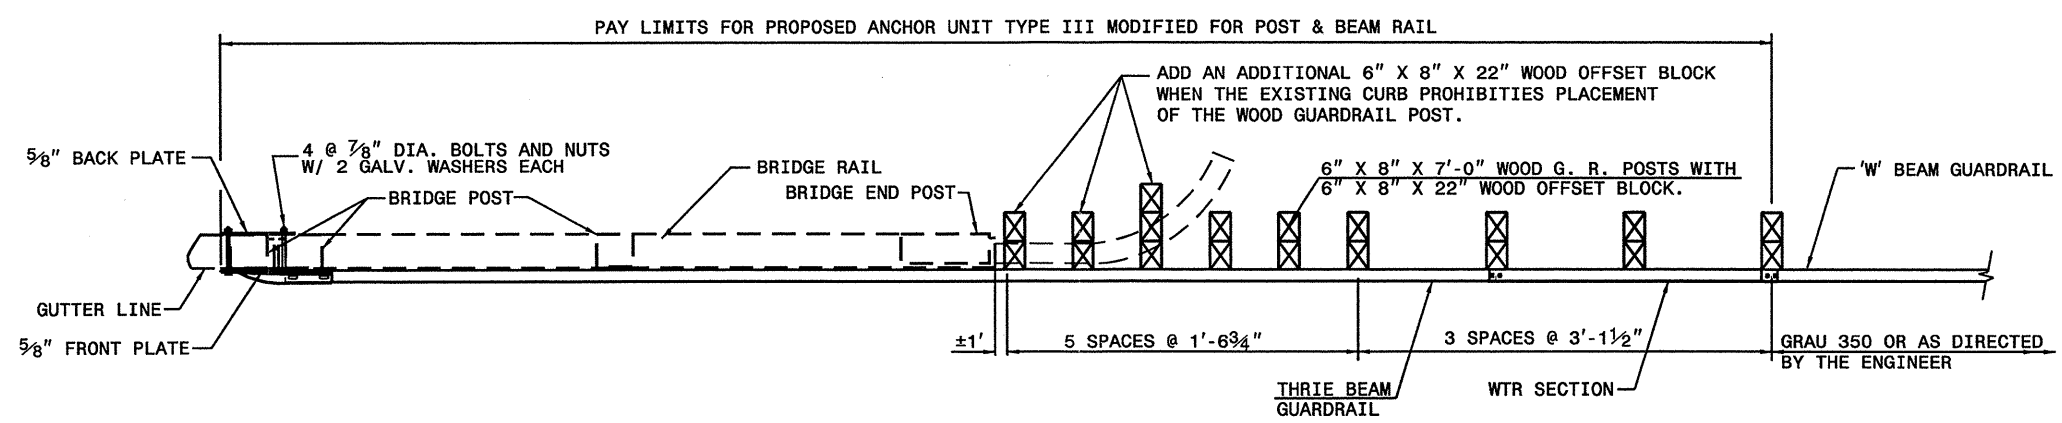 PAY LIMITS FOR PROPOSED ANCHOR UNIT TYPE III MODIFIED FOR POST & BEAM RAIL
ADD AN ADDITIONAL 6" X 8" X 22" WOOD OFFSET BLOCK
WHEN THE EXISTING CURB PROHIBITIES PLACEMENT
OF THE WOOD GUARDRAIL POST.
5/8" BACK PLATE
4 @ 7/8" DIA. BOLTS AND NUTS
W/ 2 GALV. WASHERS EACH
BRIDGE POST
BRIDGE RAIL
BRIDGE END POST
6" X 8" X 7'-0" WOOD G. R. POSTS WITH
6" X 8" X 22" WOOD OFFSET BLOCK.
'W' BEAM GUARDRAIL
GUTTER LINE
5/8" FRONT PLATE
±1'
5 SPACES @ 1'-6 3/4"
3 SPACES @ 3'-1 1/2"
GRAU 350 OR AS DIRECTED
BY THE ENGINEER
THRIE BEAM
GUARDRAIL
WTR SECTION